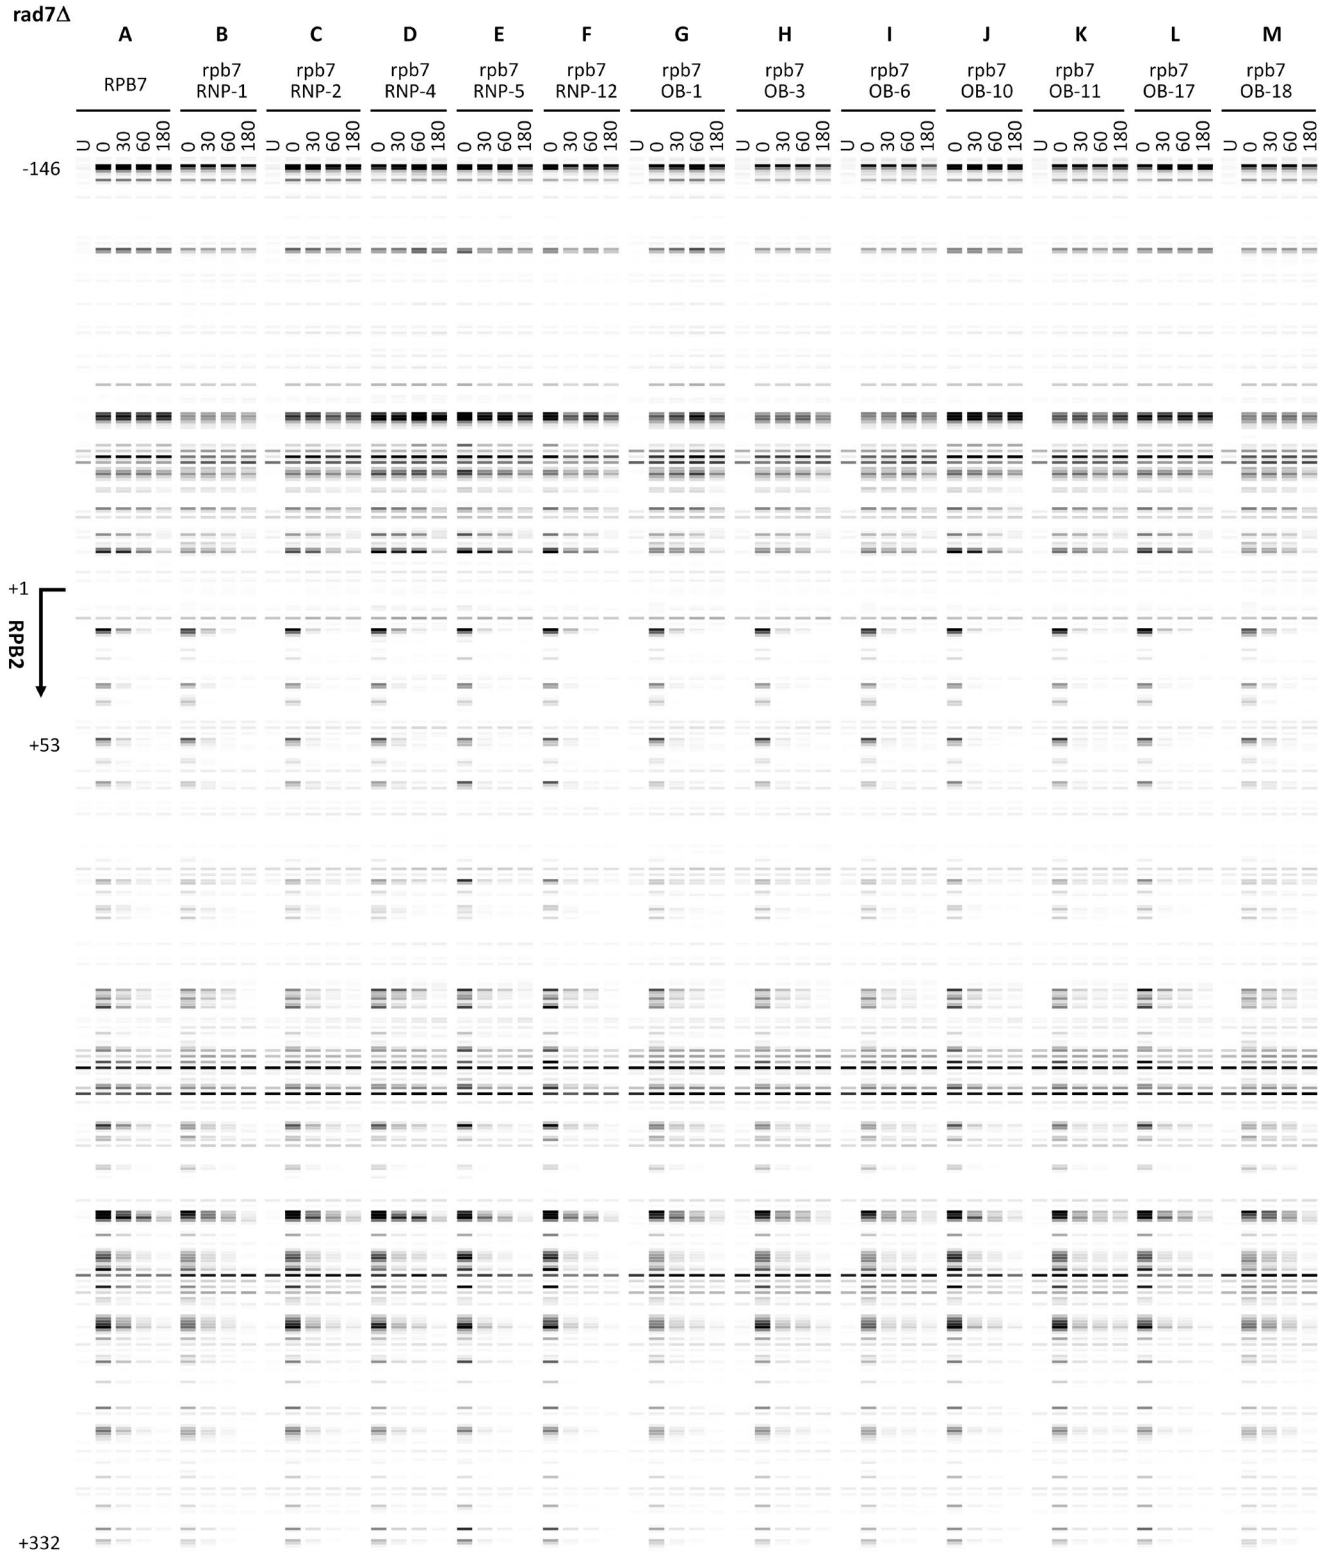 rad7Δ
A B C D E F G H I J K L M
RPB7
rpb7 RNP-1
rpb7 RNP-2
rpb7 RNP-4
rpb7 RNP-5
rpb7 RNP-12
rpb7 OB-1
rpb7 OB-3
rpb7 OB-6
rpb7 OB-10
rpb7 OB-11
rpb7 OB-17
rpb7 OB-18
U 0 30 60 180 0 30 60 180 U 0 30 60 180 0 30 60 180 0 30 60 180 0 30 60 180 U 0 30 60 180 U 0 30 60 180 U 0 30 60 180 0 30 60 180 U 0 30 60 180 0 30 60 180 U 0 30 60 180
-146
+1
RPB2
+53
+332